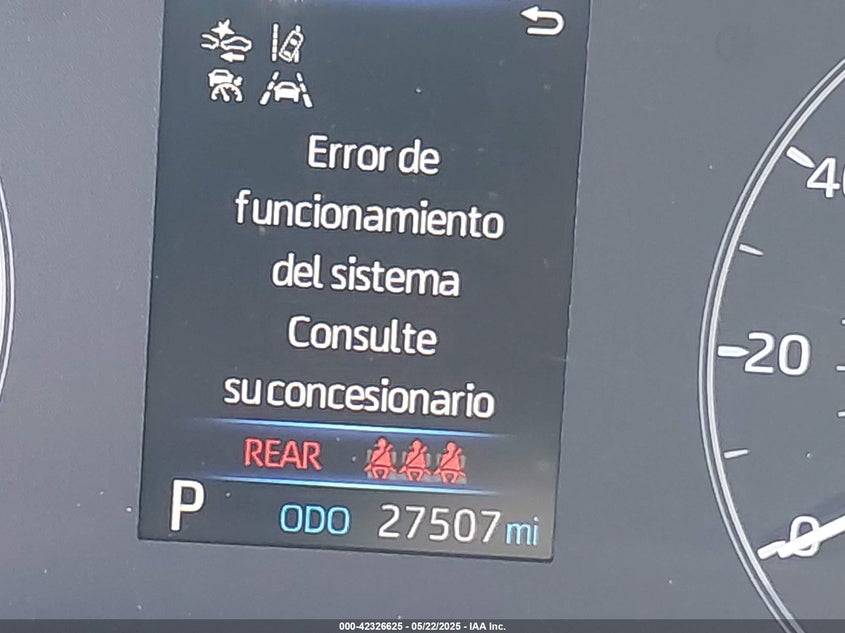 Error de
funcionamiento
del sistema
Consulte
su concesionario
REAR
P ODO 27507 mi
40
20
0
000-42326625 - 05/22/2025 - IAA Inc.